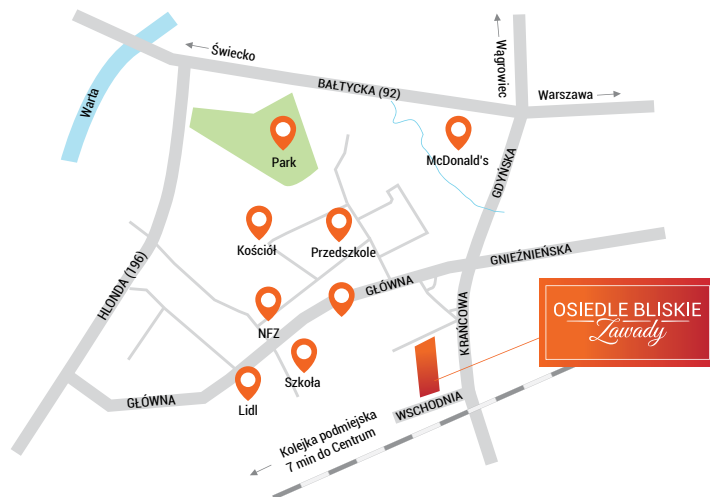 Świecko
Wągrowiec
Warszawa
BAŁTYCKA (92)
Warta
Park
McDonald's
GDYŃSKA
Kościół
Przedszkole
GNIEŹNIEŃSKA
HLONDA (196)
GŁÓWNA
NFZ
KRAŃCOWA
OSIEDLE BLISKIE
Zawady
Szkoła
Lidl
GŁÓWNA
WSCHODNIA
Kolejka podmiejska
7 min do Centrum